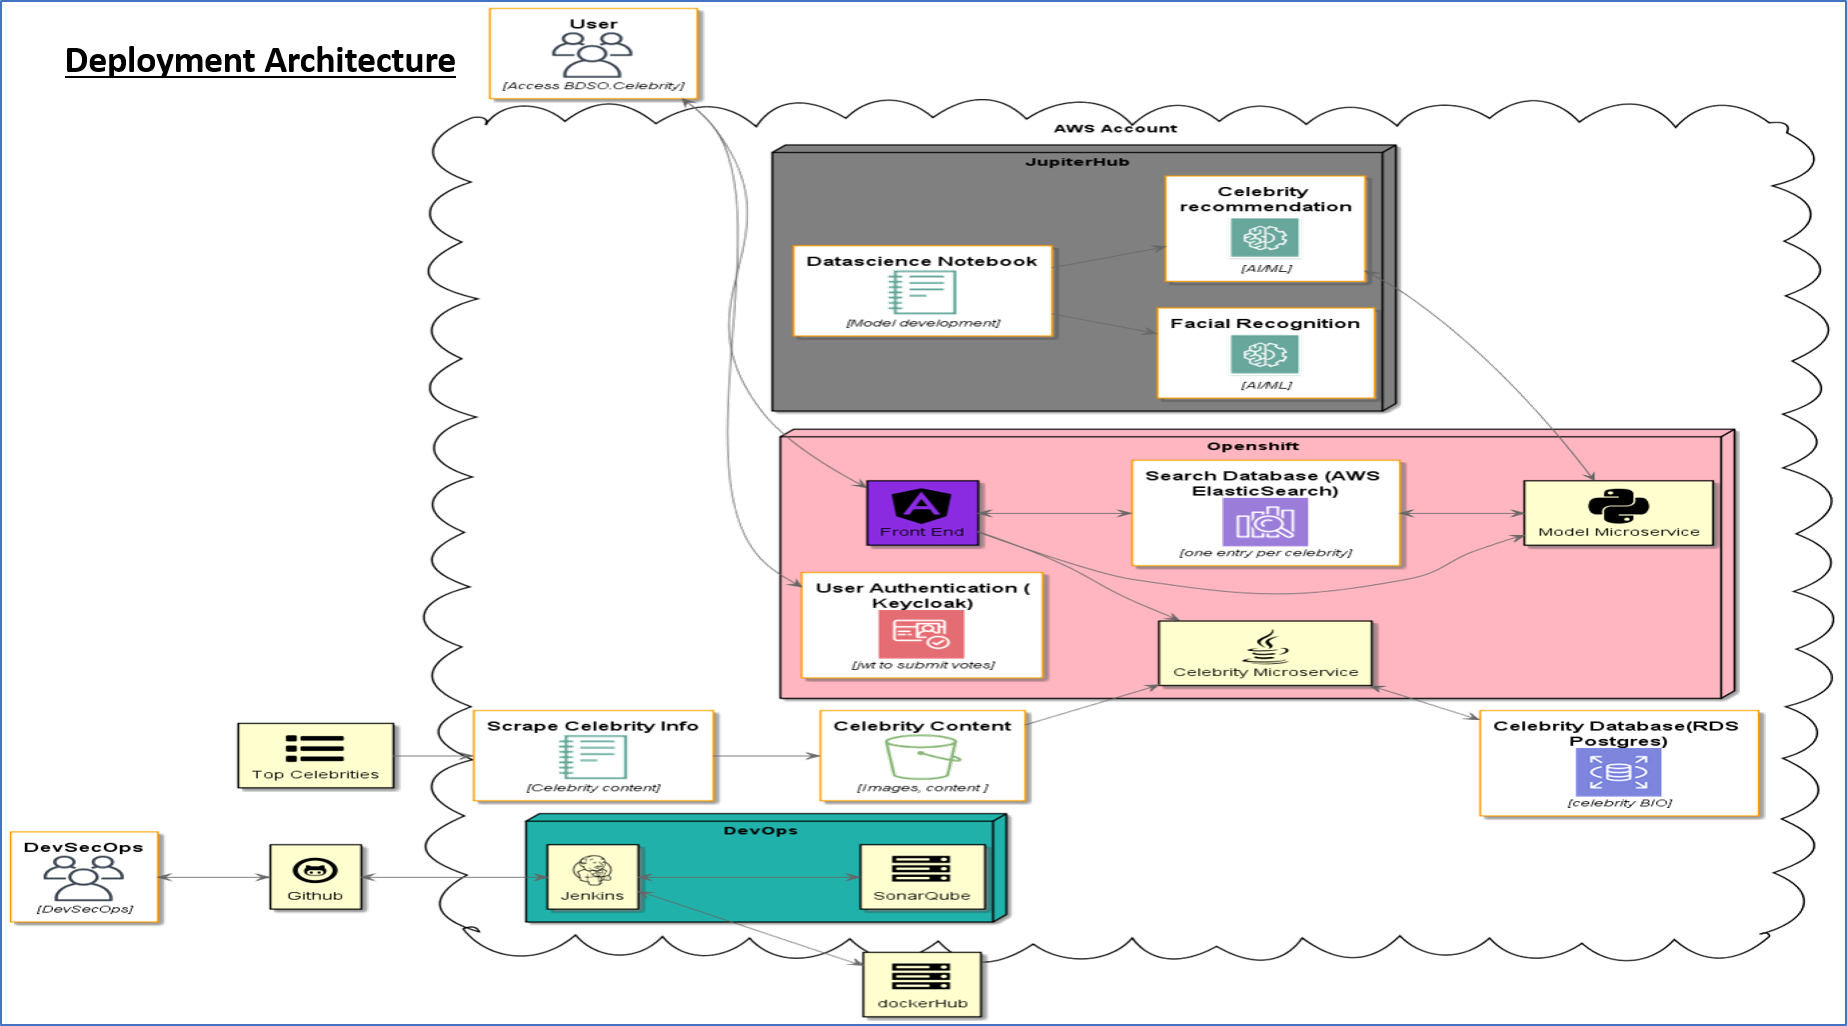 Deployment Architecture
User
[Access BDSO.Celebrity]
AWS Account
JupiterHub
Celebrity
recommendation
[AI/ML]
Datascience Notebook
[Model development]
Facial Recognition
[AI/ML]
Openshift
Front End
Search Database (AWS
ElasticSearch)
[one entry per celebrity]
Model Microservice
User Authentication (
Keycloak)
[jwt to submit votes]
Celebrity Microservice
Top Celebrities
Scrape Celebrity Info
[Celebrity content]
Celebrity Content
[Images, content ]
Celebrity Database(RDS
Postgres)
[celebrity BIO]
DevOps
DevSecOps
[DevSecOps]
Github
Jenkins
SonarQube
dockerHub